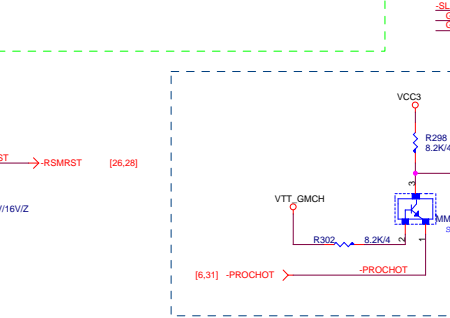 -SL
VCC3
R298
8.2K/4
ST
-RSMRST [26,28]
3
VTT_GMCH
/16V/Z
MM
R302 8.2K/4
2
1
[6,31] -PROCHOT
-PROCHOT